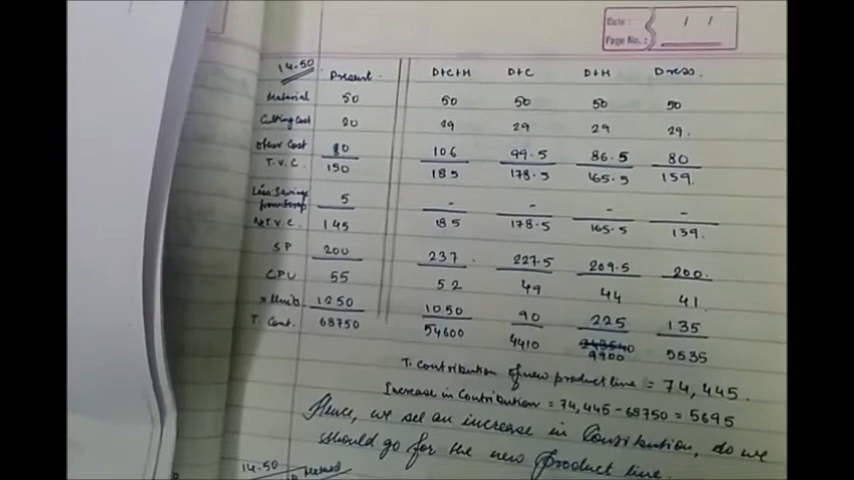 Date : / /
Page No. :
14-50
Present. D+C+H D+C D+H Dress.
Material 50 50 50 50 50
Cutting Cost 20 29 29 29 29.
Other Cost 80 106 99.5 86.5 80
T.V.C. 150 185 178.5 165.5 159.
Less Savings from Scrap 5 - - - -
Net T.V.C. 145 185 178.5 165.5 159.
SP 200 237. 227.5 209.5 200.
CPU 55 52 49 44 41
x Units 1250 1050 90 225 135
T. Cont. 68750 54600 4410 9900 5535
T. Contribution of new product line = 74,445.
Increase in Contribution = 74,445 - 68750 = 5695
Hence, we see an increase in Contribution, so we
should go for the new product line.
14-50 Method